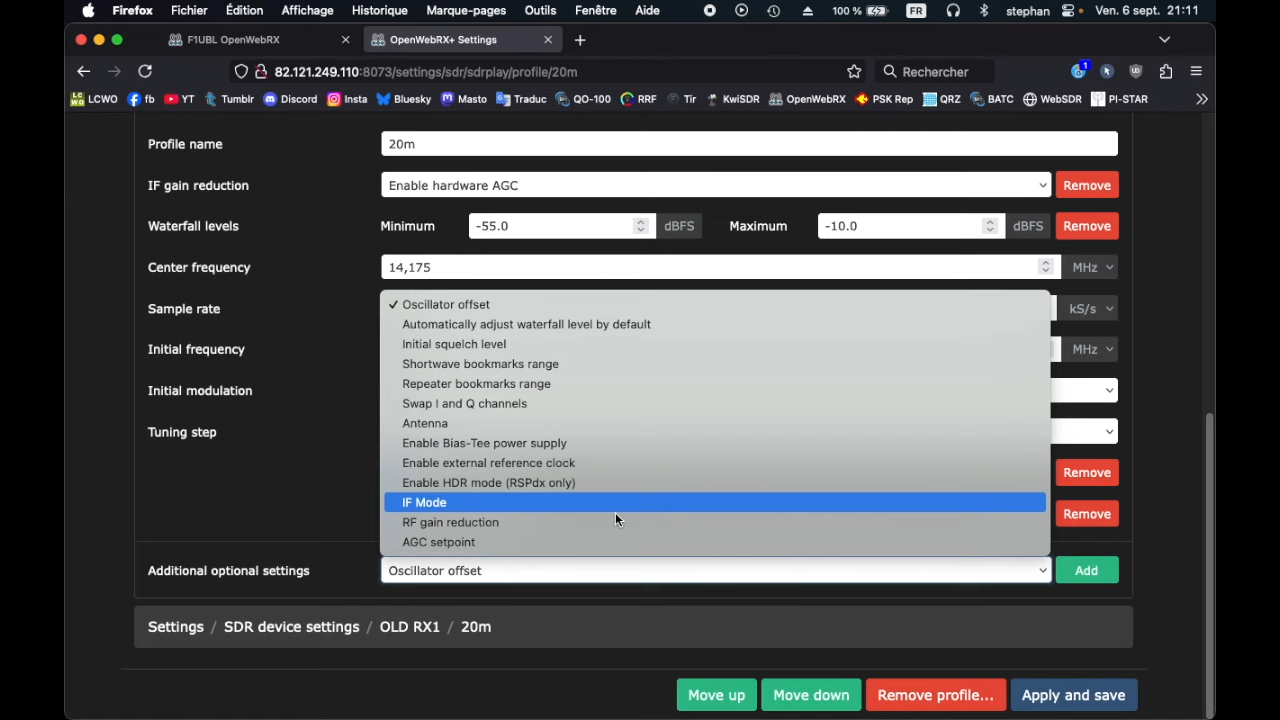 Firefox Fichier Édition Affichage Historique Marque-pages Outils Fenêtre Aide 100 % FR stephan Ven. 6 sept. 21:11
F1UBL OpenWebRX OpenWebRX+ Settings
82.121.249.110:8073/settings/sdr/sdrplay/profile/20m Rechercher 1
LCWO fb YT Tumblr Discord Insta Bluesky Masto Traduc QO-100 RRF Tir KwiSDR OpenWebRX PSK Rep QRZ BATC WebSDR PI-STAR
Profile name 20m
IF gain reduction Enable hardware AGC Remove
Waterfall levels Minimum -55.0 dBFS Maximum -10.0 dBFS Remove
Center frequency 14,175 MHz
Sample rate kS/s
Initial frequency MHz
Initial modulation
Tuning step
Remove
Remove
✓ Oscillator offset
Automatically adjust waterfall level by default
Initial squelch level
Shortwave bookmarks range
Repeater bookmarks range
Swap I and Q channels
Antenna
Enable Bias-Tee power supply
Enable external reference clock
Enable HDR mode (RSPdx only)
IF Mode
RF gain reduction
AGC setpoint
Additional optional settings Oscillator offset Add
Settings / SDR device settings / OLD RX1 / 20m
Move up Move down Remove profile... Apply and save